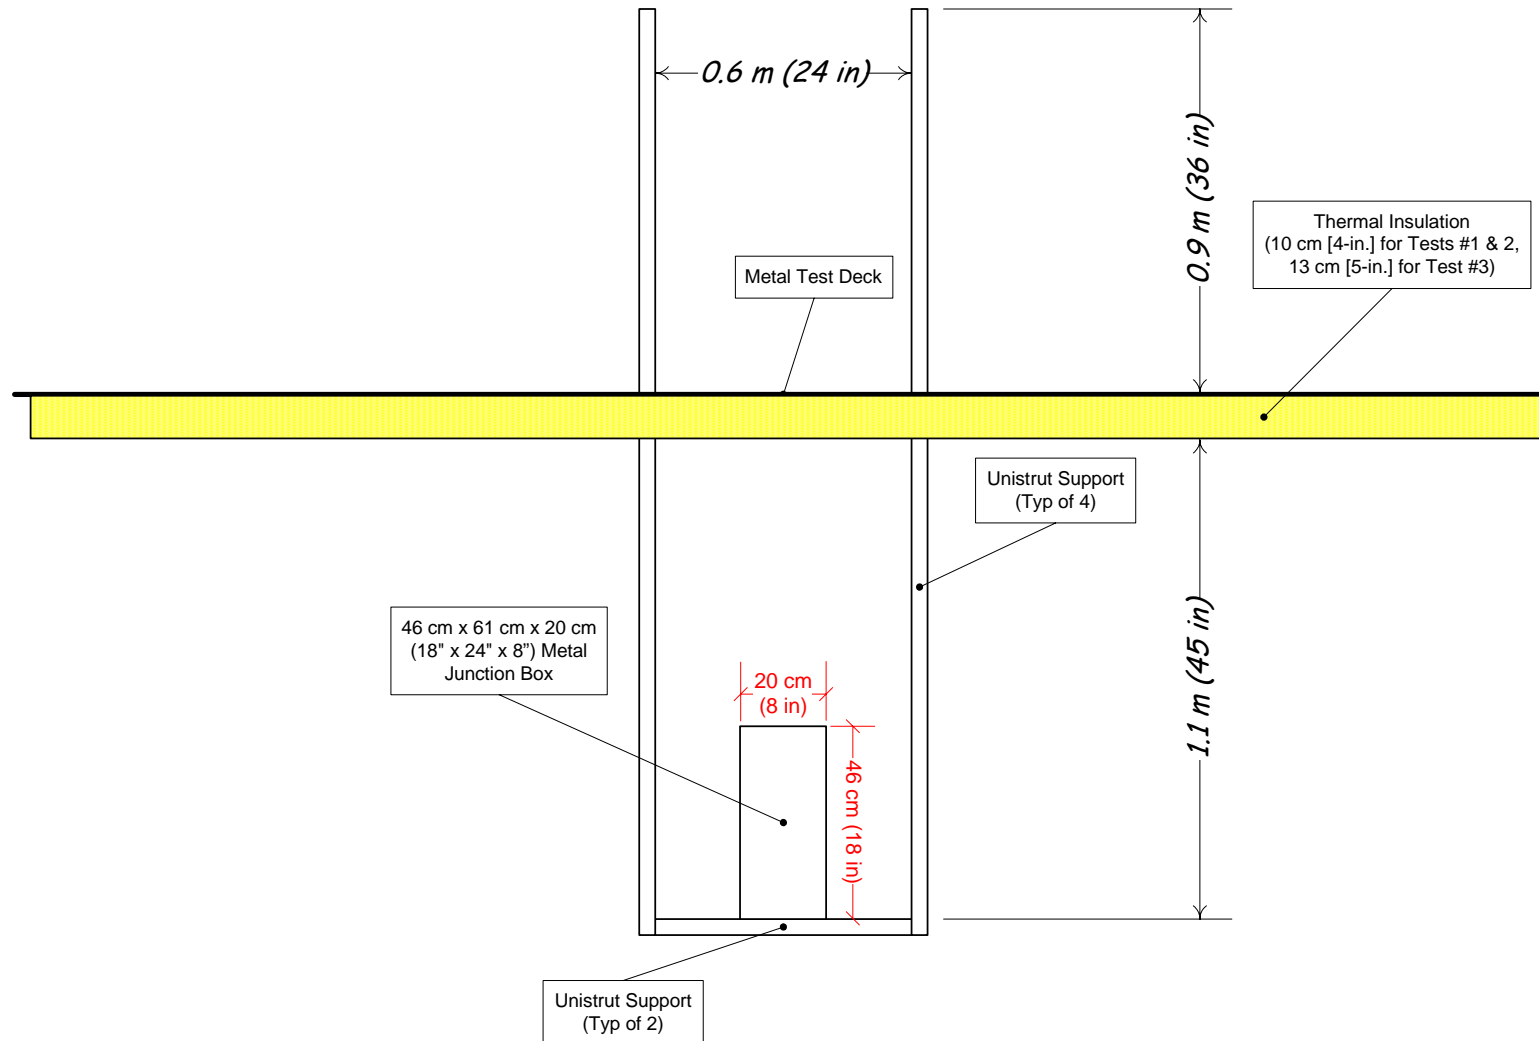 0.6 m (24 in)
0.9 m (36 in)
Thermal Insulation
(10 cm [4-in.] for Tests #1 & 2,
13 cm [5-in.] for Test #3)
Metal Test Deck
Unistrut Support
(Typ of 4)
46 cm x 61 cm x 20 cm
(18" x 24" x 8”) Metal
Junction Box
20 cm
(8 in)
46 cm (18 in)
1.1 m (45 in)
Unistrut Support
(Typ of 2)